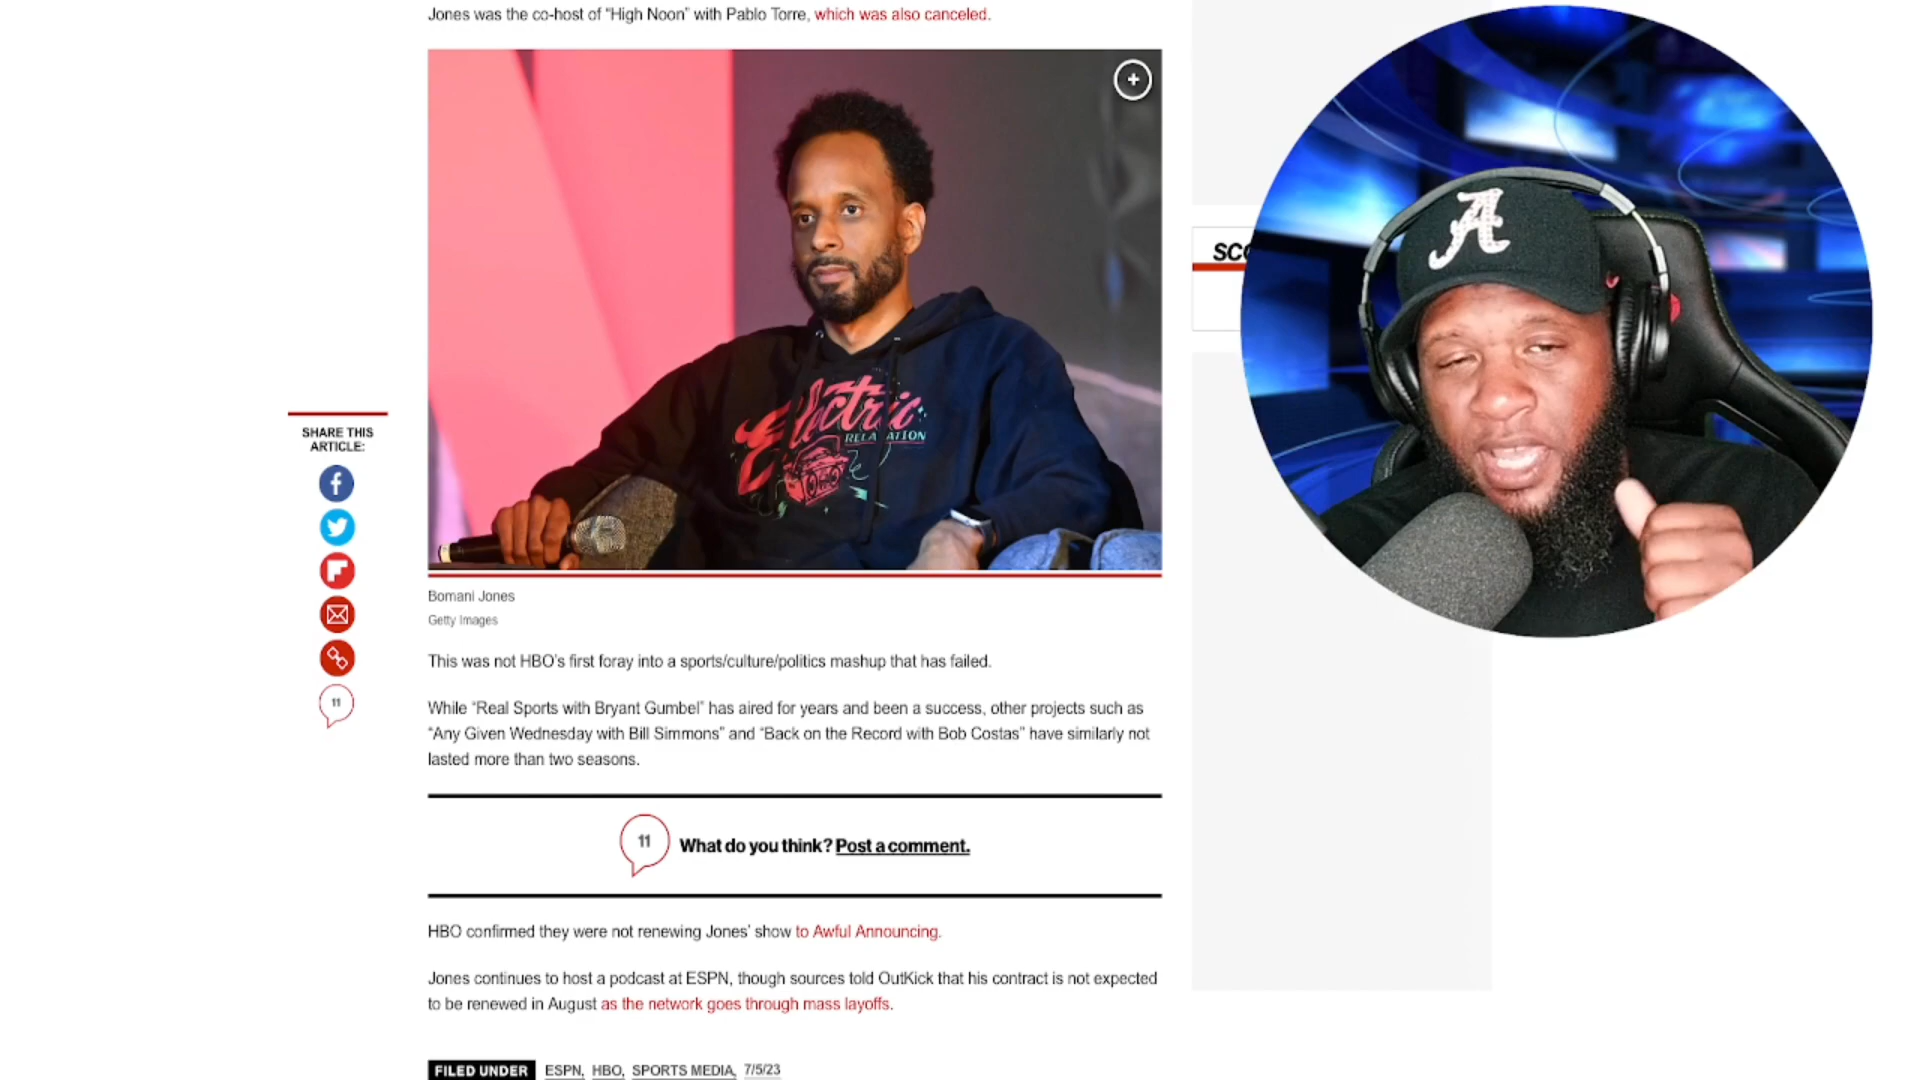 Jones was the co-host of “High Noon” with Pablo Torre, which was also canceled.
Electric
RELAXATION
SHARE THIS
ARTICLE:
11
Bomani Jones
Getty Images
This was not HBO’s first foray into a sports/culture/politics mashup that has failed.
While “Real Sports with Bryant Gumbel” has aired for years and been a success, other projects such as
“Any Given Wednesday with Bill Simmons” and “Back on the Record with Bob Costas” have similarly not
lasted more than two seasons.
11 What do you think? Post a comment.
HBO confirmed they were not renewing Jones’ show to Awful Announcing.
Jones continues to host a podcast at ESPN, though sources told OutKick that his contract is not expected
to be renewed in August as the network goes through mass layoffs.
FILED UNDER ESPN, HBO, SPORTS MEDIA, 7/5/23
A